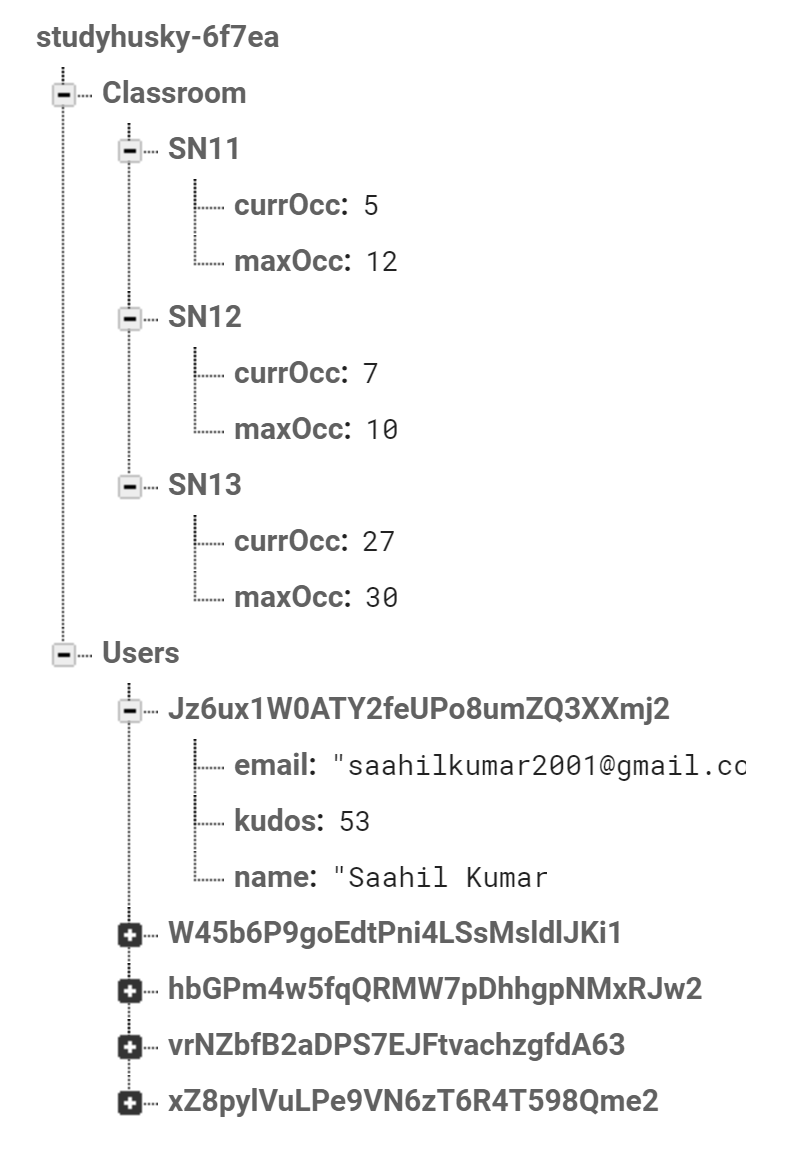 studyhusky-6f7ea
Classroom
SN11
currOcc: 5
maxOcc: 12
SN12
currOcc: 7
maxOcc: 10
SN13
currOcc: 27
maxOcc: 30
Users
Jz6ux1W0ATY2feUPo8umZQ3XXmj2
email: "saahilkumar2001@gmail.co
kudos: 53
name: "Saahil Kumar
W45b6P9goEdtPni4LSsMsldlJKi1
hbGPm4w5fqQRMW7pDhhgpNMxRJw2
vrNZbfB2aDPS7EJFtvachzgfdA63
xZ8pylVuLPe9VN6zT6R4T598Qme2